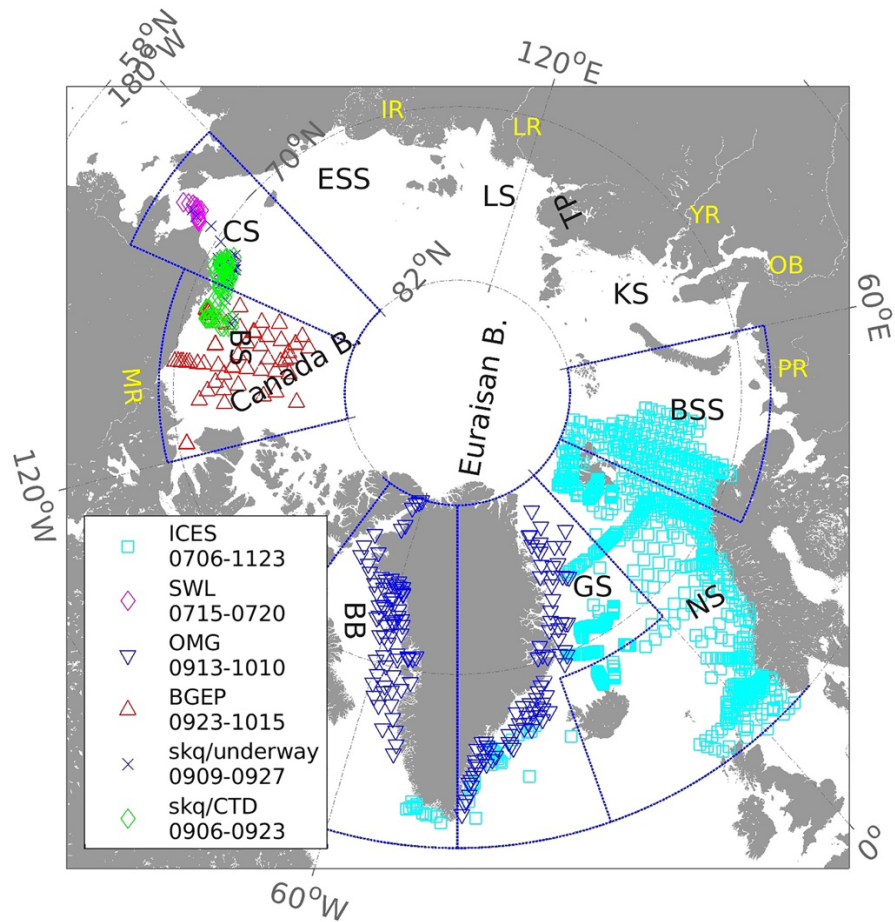 58°N
180°W
120°E
70°N
IR
LR
ESS
LS
TP
YR
CS
82°N
OB
KS
60°E
BS
Canada B.
Euraisan B.
MR
PR
BSS
120°W
ICES
0706-1123
SWL
0715-0720
OMG
0913-1010
BGEP
0923-1015
skq/underway
0909-0927
skq/CTD
0906-0923
BB
GS
NS
60°W
0°